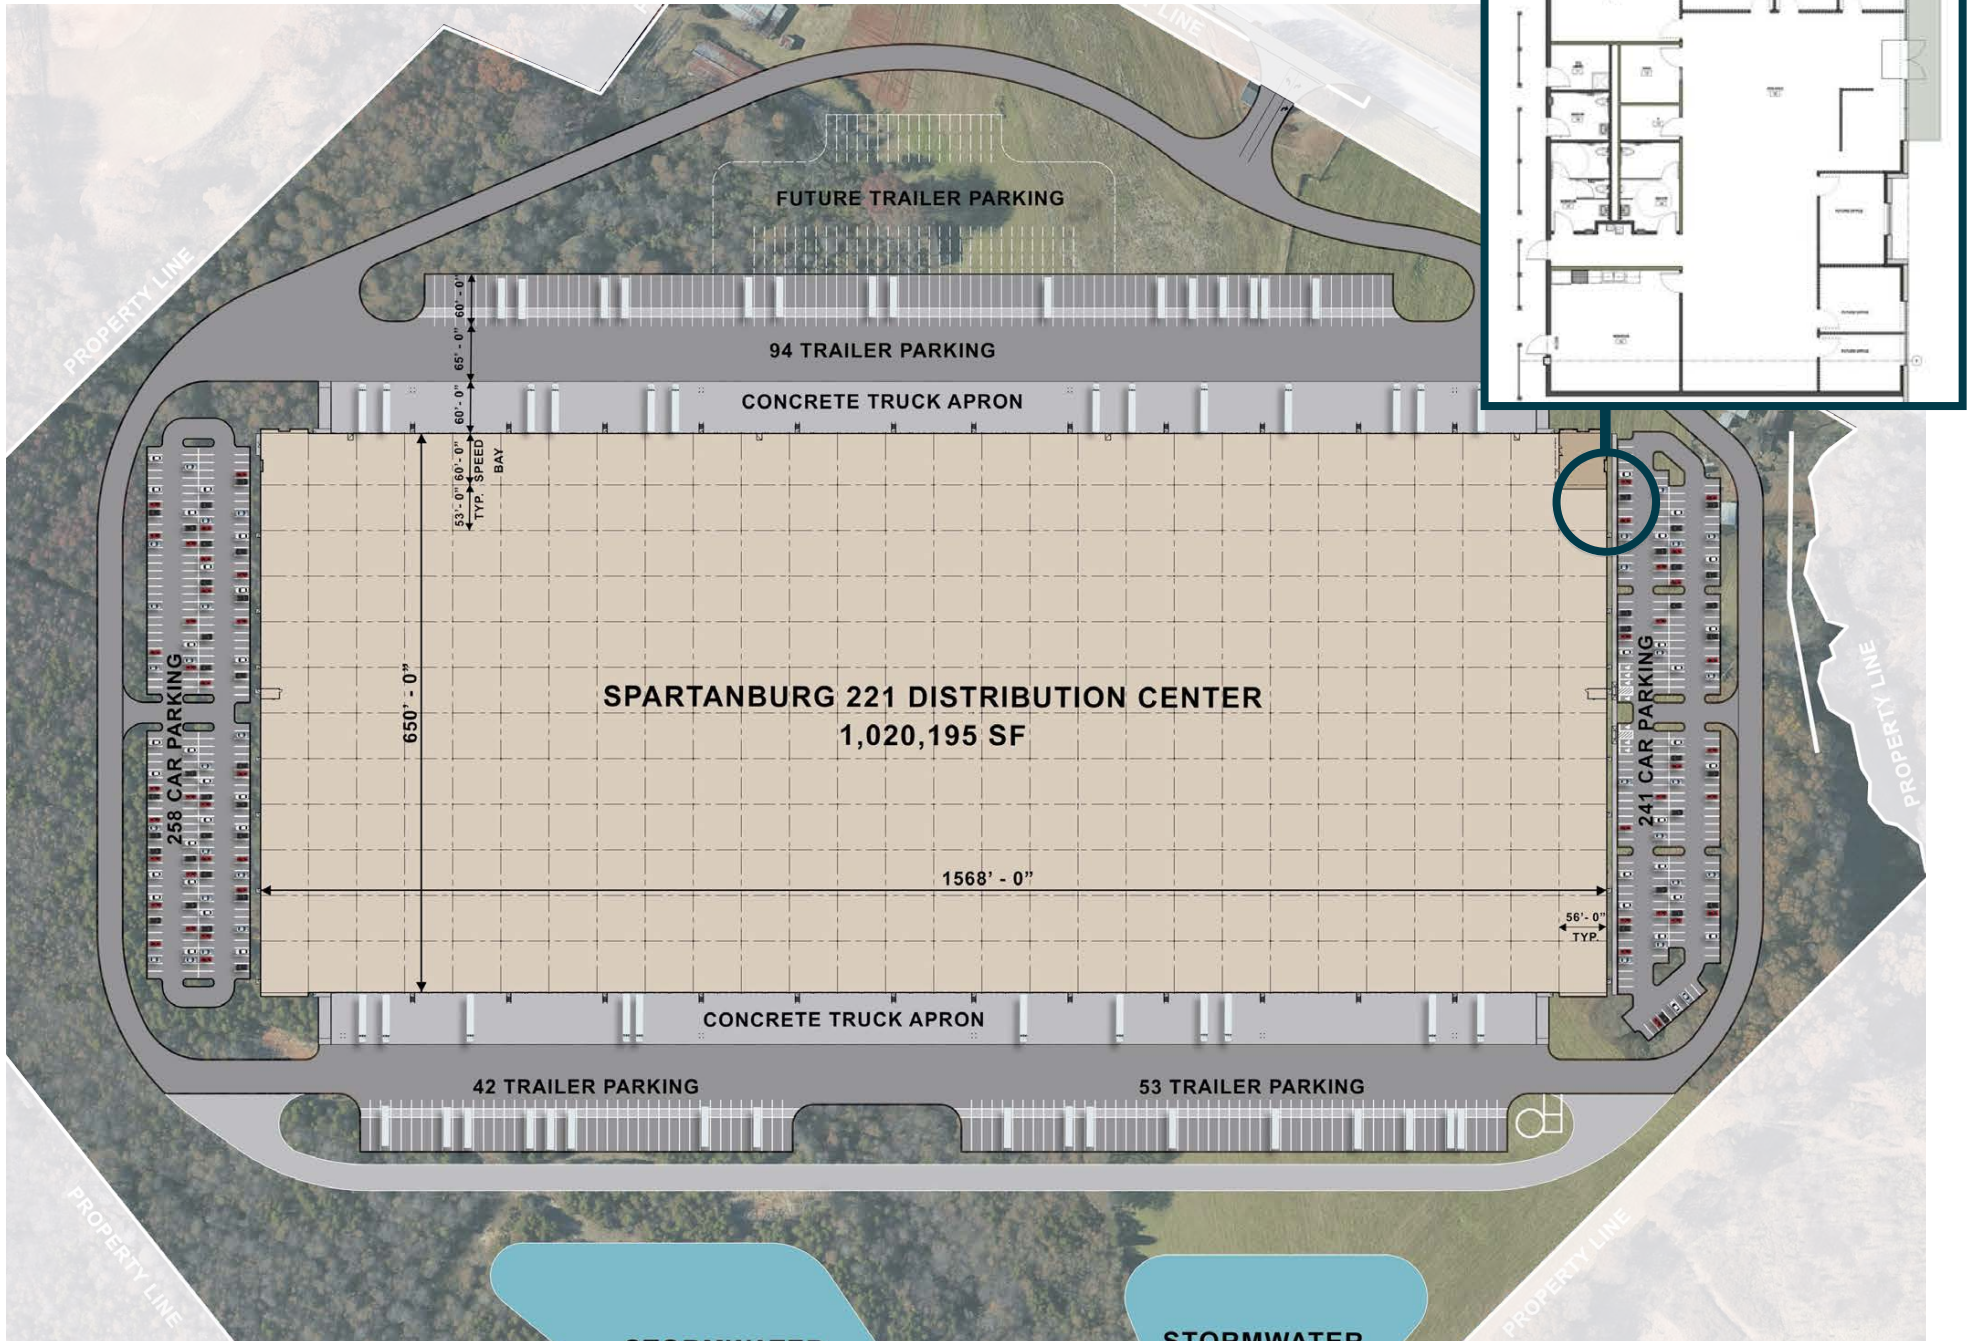 LINE
PROPERTY LINE
FUTURE TRAILER PARKING
60' - 0"
94 TRAILER PARKING
65' - 0"
CONCRETE TRUCK APRON
60' - 0"
60' - 0"
SPEED
BAY
53' - 0"
TYP.
650' - 0"
SPARTANBURG 221 DISTRIBUTION CENTER
1,020,195 SF
258 CAR PARKING
241 CAR PARKING
PROPERTY LINE
1568' - 0”
56'- 0"
TYP.
CONCRETE TRUCK APRON
42 TRAILER PARKING
53 TRAILER PARKING
PROPERTY LINE
PROPERTY LINE
STORMWATER
STORMWATER